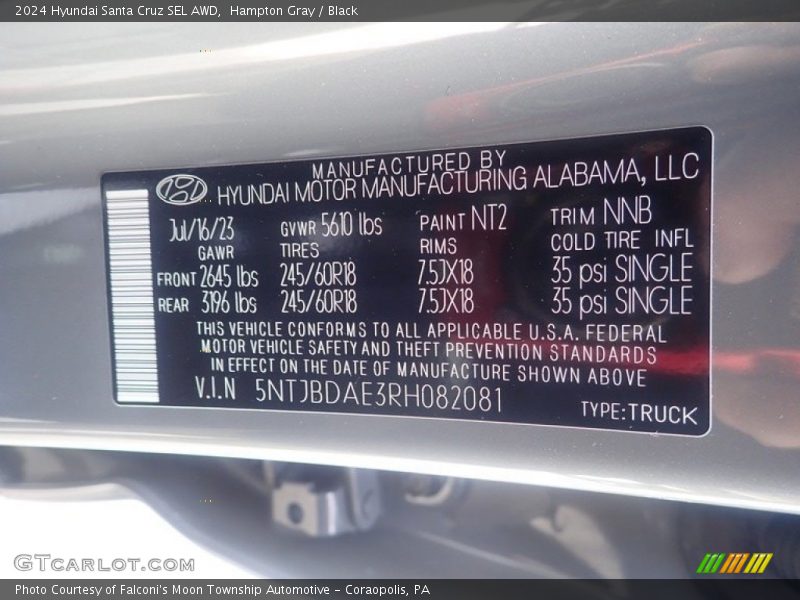 2024 Hyundai Santa Cruz SEL AWD, Hampton Gray / Black
MANUFACTURED BY
HYUNDAI MOTOR MANUFACTURING ALABAMA, LLC
Jul/16/23 GVWR 5610 lbs PAINT NT2 TRIM NNB
GAWR TIRES RIMS COLD TIRE INFL
FRONT 2645 lbs 245/60R18 7.5JX18 35 psi SINGLE
REAR 3196 lbs 245/60R18 7.5JX18 35 psi SINGLE
THIS VEHICLE CONFORMS TO ALL APPLICABLE U.S.A. FEDERAL
MOTOR VEHICLE SAFETY AND THEFT PREVENTION STANDARDS
IN EFFECT ON THE DATE OF MANUFACTURE SHOWN ABOVE
V.I.N 5NTJBDAE3RH082081
TYPE:TRUCK
GTcarlot.com
Photo Courtesy of Falconi's Moon Township Automotive – Coraopolis, PA